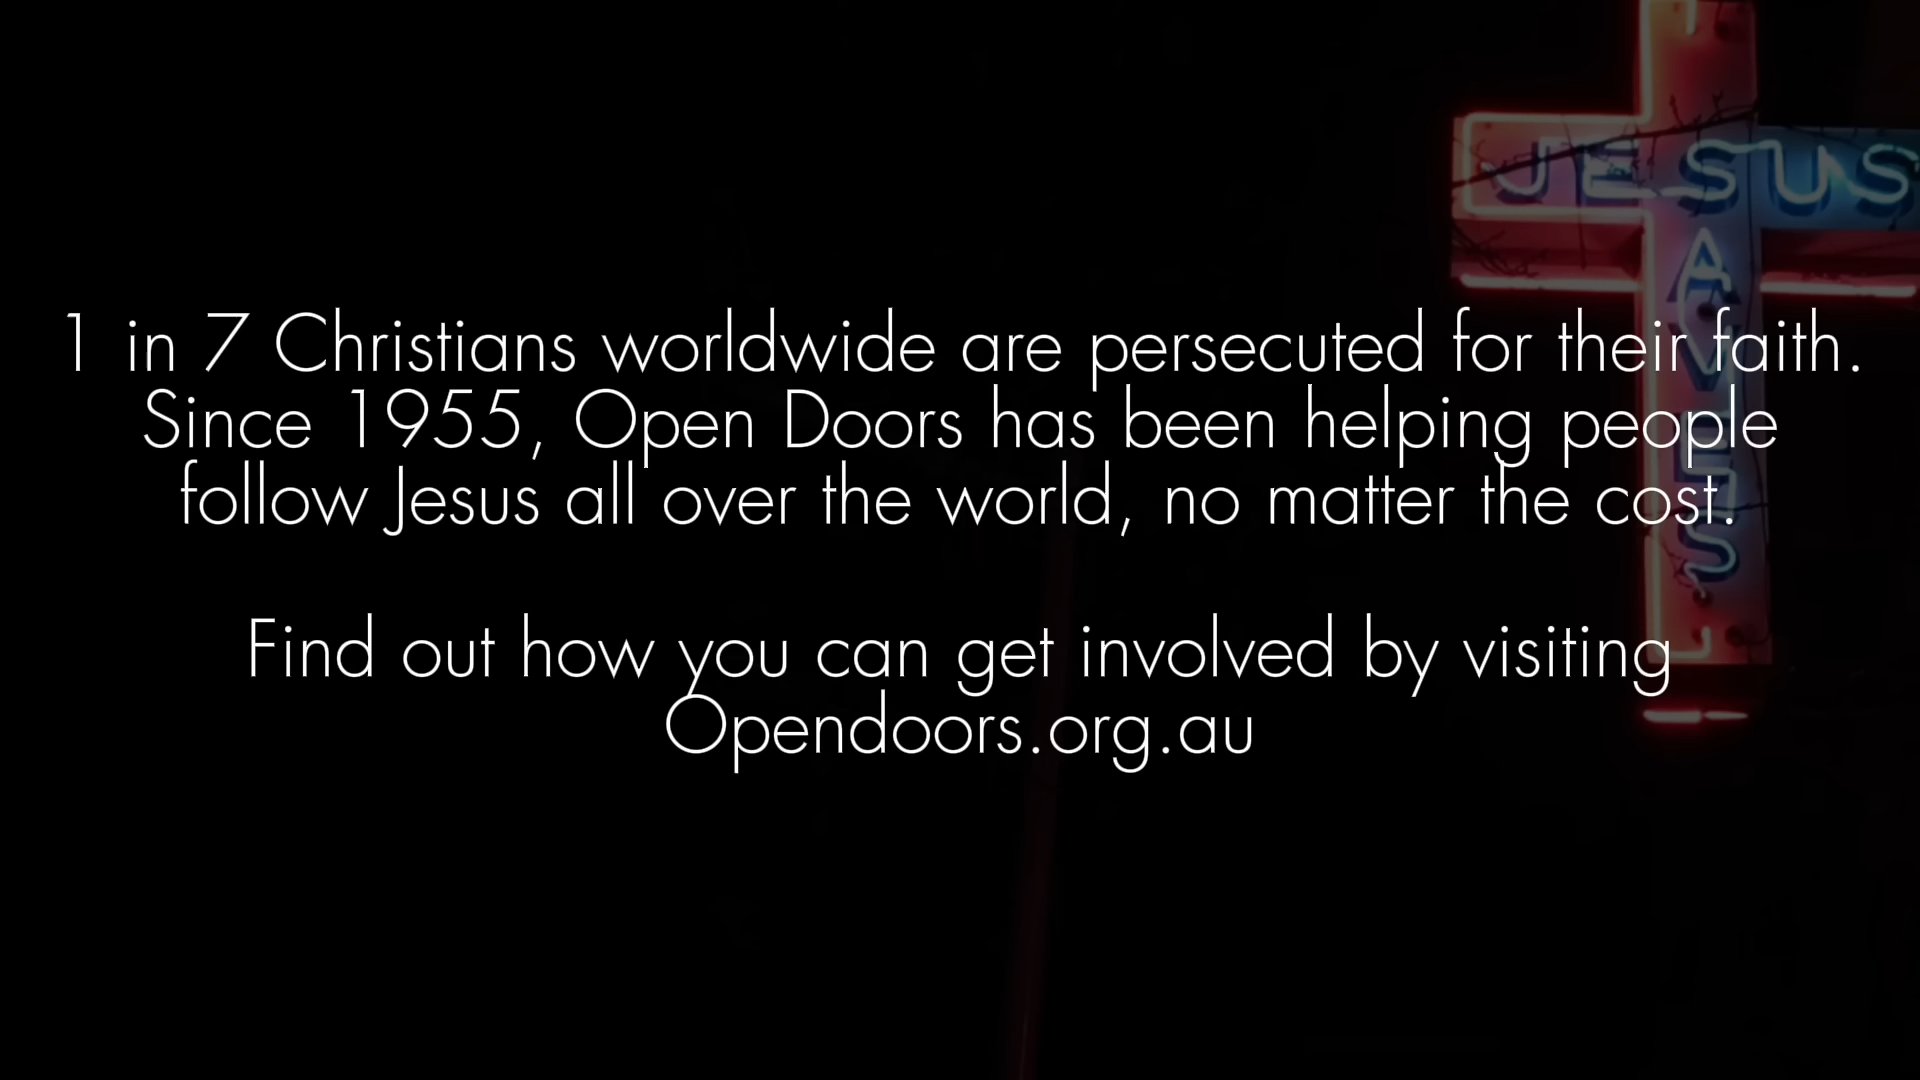 JESUS
SAVES
1 in 7 Christians worldwide are persecuted for their faith.
Since 1955, Open Doors has been helping people
follow Jesus all over the world, no matter the cost.
Find out how you can get involved by visiting
Opendoors.org.au